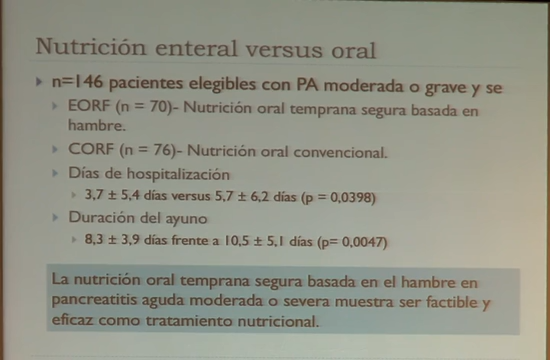 Nutrición enteral versus oral
n=146 pacientes elegibles con PA moderada o grave y se
EORF (n = 70)- Nutrición oral temprana segura basada en
hambre.
CORF (n = 76)- Nutrición oral convencional.
Días de hospitalización
3,7 ± 5,4 días versus 5,7 ± 6,2 días (p = 0,0398)
Duración del ayuno
8,3 ± 3,9 días frente a 10,5 ± 5,1 días (p= 0,0047)
La nutrición oral temprana segura basada en el hambre en
pancreatitis aguda moderada o severa muestra ser factible y
eficaz como tratamiento nutricional.